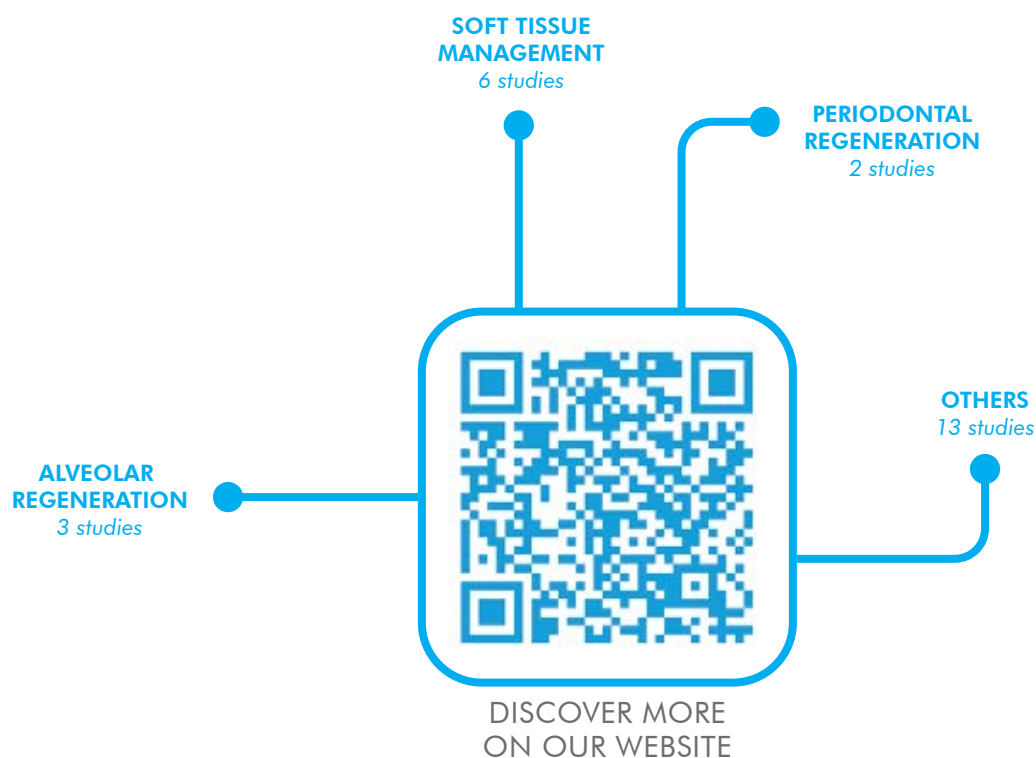 SOFT TISSUE
MANAGEMENT
6 studies
PERIODONTAL
REGENERATION
2 studies
OTHERS
13 studies
ALVEOLAR
REGENERATION
3 studies
DISCOVER MORE
ON OUR WEBSITE